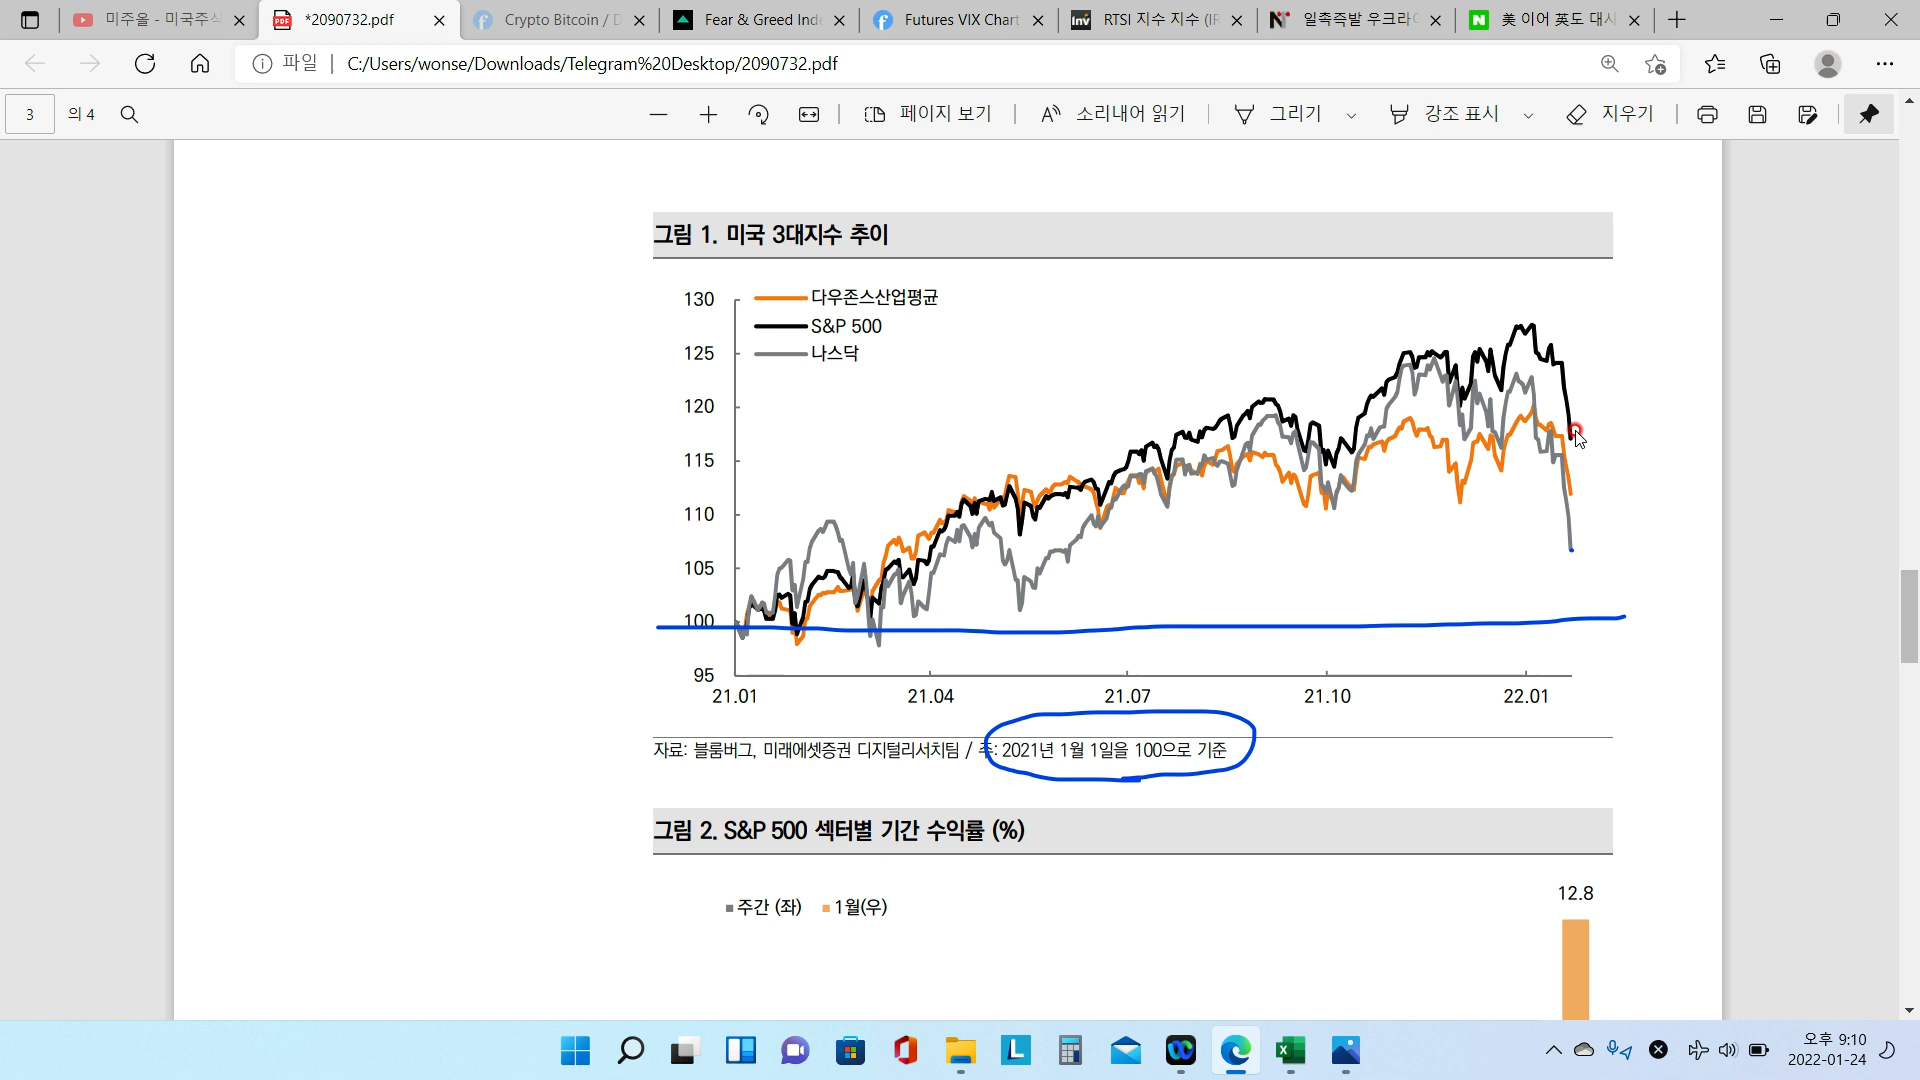 미주울 - 미국주식
*2090732.pdf
Crypto Bitcoin / D
Fear & Greed Inde
Futures VIX Chart
RTSI 지수 지수 (IR
일촉즉발 우크라이
美 이어 英도 대사
파일
C:/Users/wonse/Downloads/Telegram%20Desktop/2090732.pdf
3 의 4
페이지 보기
소리내어 읽기
그리기
강조 표시
지우기
그림 1. 미국 3대지수 추이
다우존스산업평균
S&P 500
나스닥
130
125
120
115
110
105
100
95
21.01 21.04 21.07 21.10 22.01
자료: 블룸버그, 미래에셋증권 디지털리서치팀 / 주: 2021년 1월 1일을 100으로 기준
그림 2. S&P 500 섹터별 기간 수익률 (%)
주간 (좌) 1월(우)
12.8
오후 9:10
2022-01-24